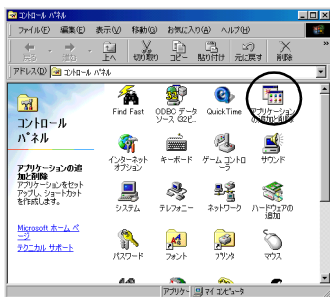 コントロール パネル
ファイル(F) 編集(E) 表示(V) 移動(G) お気に入り(A) ヘルプ(H)
戻る 進む 上へ 切り取り コピー 貼り付け 元に戻す 削除
アドレス(D) コントロール パネル
コントロール
パネル
アプリケーションの追
加と削除
アプリケーションをセット
アップし、ショートカット
を作成します。
Microsoft ホーム ペ
ージ
テクニカル サポート
Find Fast
ODBC データ
ソース (32ビ...
QuickTime
アプリケーション
の追加と削除
インターネット
オプション
キーボード
ゲーム コントロ
ーラ
サウンド
システム
テレフォニー
ネットワーク
ハードウェアの
追加
パスワード
フォント
プリンタ
マウス
アプリケー
マイ コンピュータ